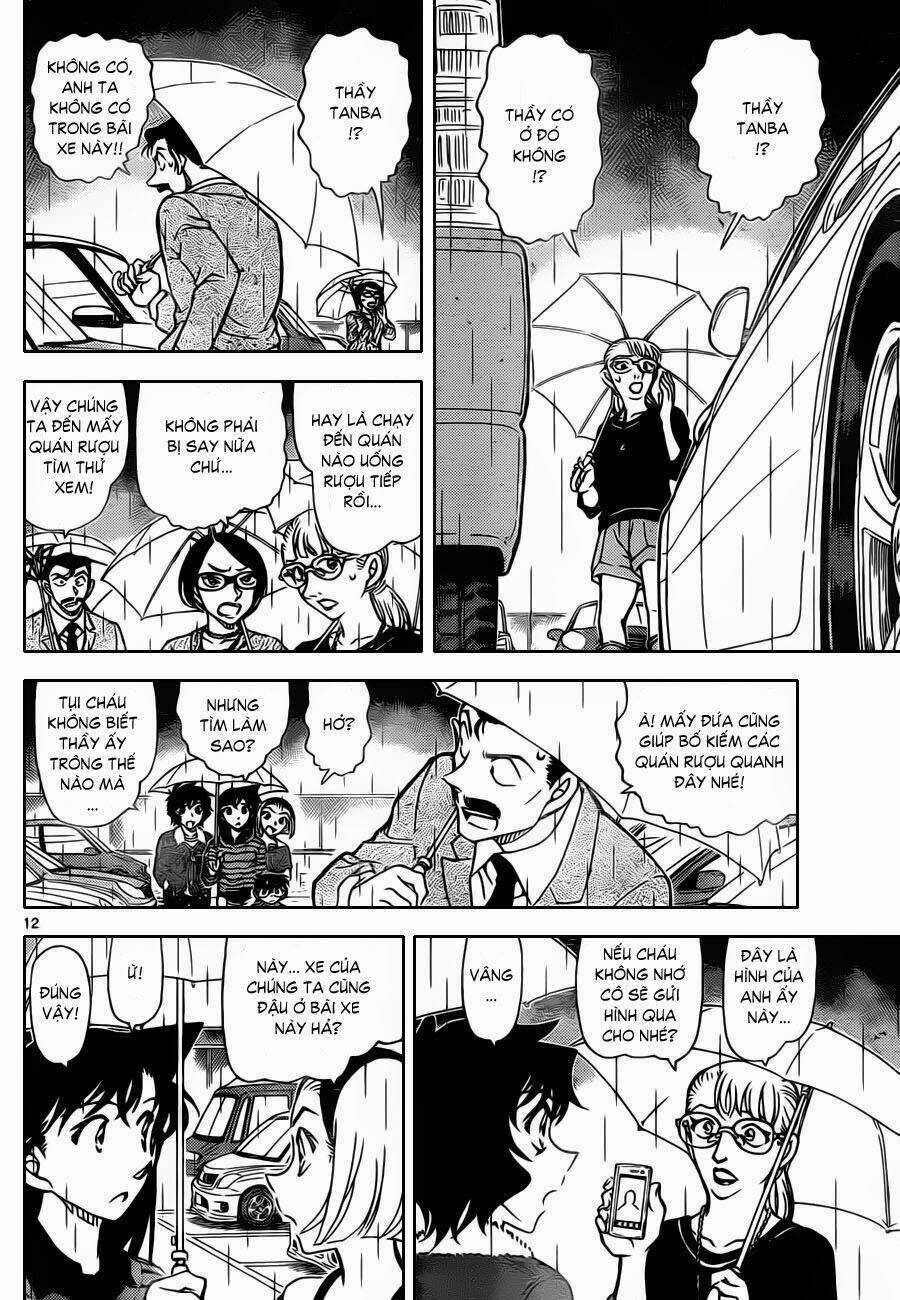 THẦY
TANBA
!?
THẦY CÓ
Ở ĐÓ
KHÔNG
!?
THẦY
TANBA
!?
KHÔNG CÓ,
ANH TA
KHÔNG CÓ
TRONG BÃI
XE NÀY!!
HAY LÀ CHẠY
ĐẾN QUÁN
NÀO UỐNG
RƯỢU TIẾP
RỒI...
KHÔNG PHẢI
BỊ SAY NỮA
CHỨ...
VẬY CHÚNG
TA ĐẾN MẤY
QUÁN RƯỢU
TÌM THỬ
XEM!
À! MẤY ĐỨA CŨNG
GIÚP BỐ KIẾM CÁC
QUÁN RƯỢU QUANH
ĐÂY NHÉ!
HỞ?
NHƯNG
TÌM LÀM
SAO?
TỤI CHÁU
KHÔNG BIẾT
THẦY ẤY
TRÔNG THẾ
NÀO MÀ
...
12
ĐÂY LÀ
HÌNH CỦA
ANH ẤY
NÀY...
NẾU CHÁU
KHÔNG NHỚ
CÔ SẼ GỬI
HÌNH QUA
CHO NHÉ?
VÂNG
...
NÀY... XE CỦA
CHÚNG TA CŨNG
ĐẬU Ở BÃI XE
NÀY HẢ?
Ừ!
ĐÚNG
VẬY!